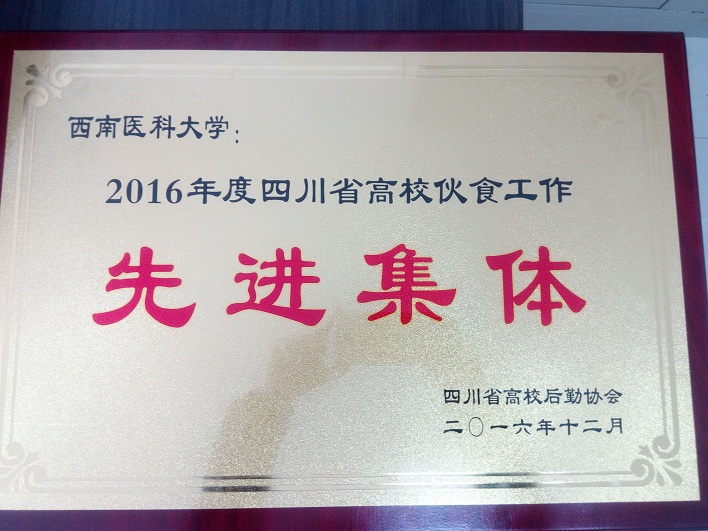 西南医科大学：
2016年度四川省高校伙食工作
先进集体
四川省高校后勤协会
二〇一六年十二月